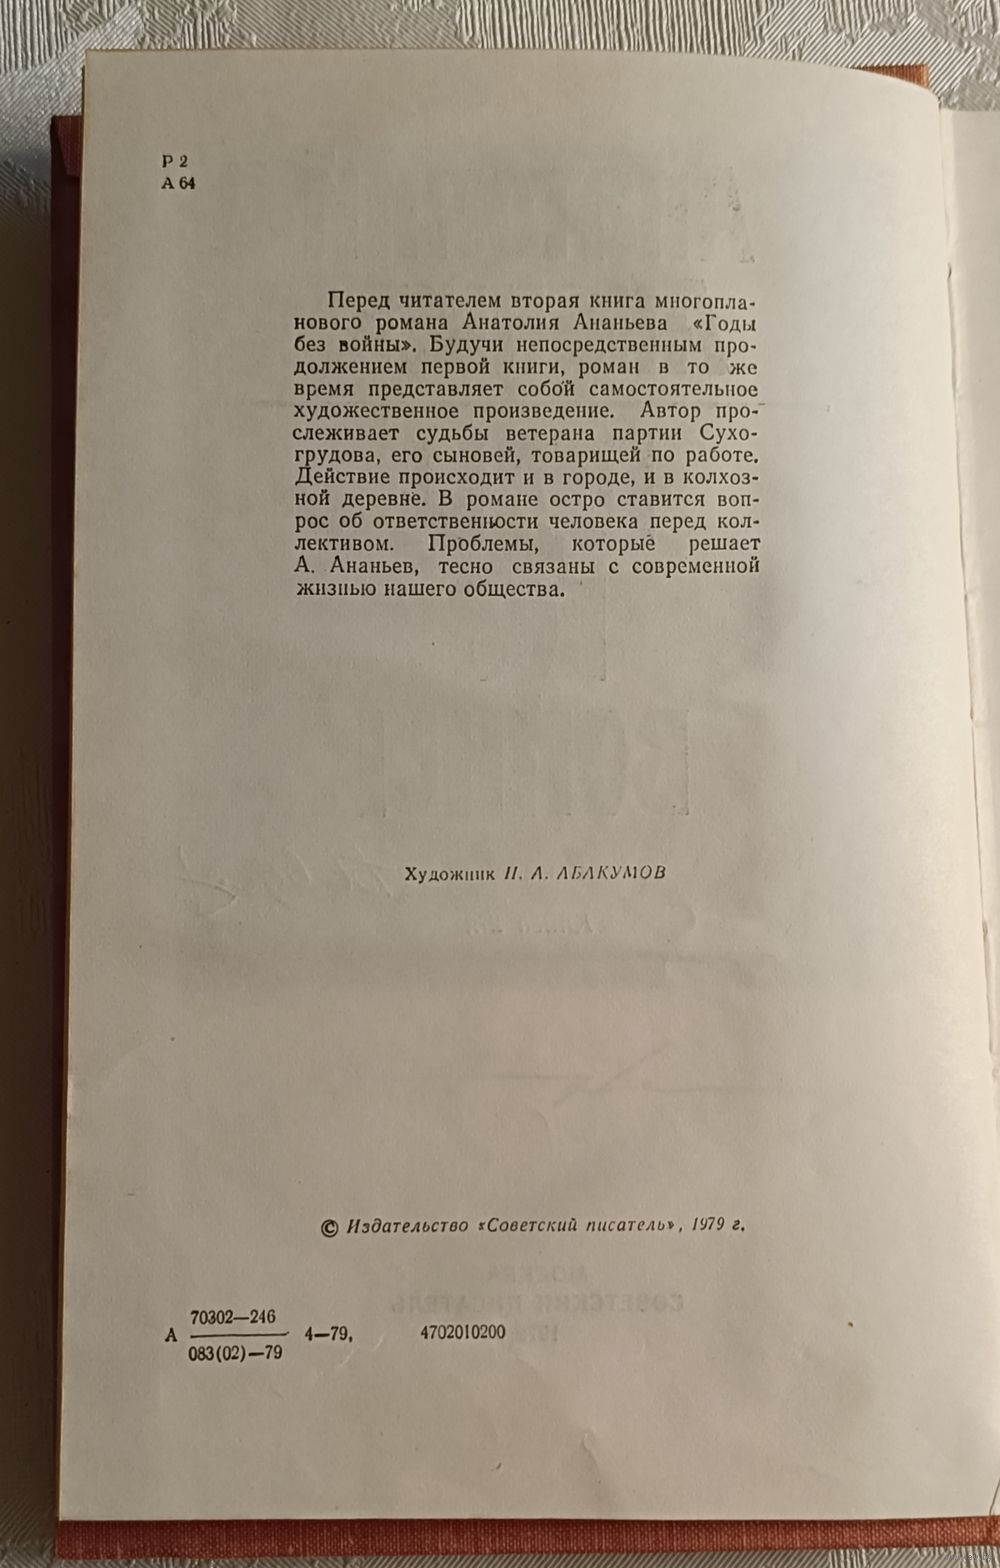 Р 2
А 64
Перед читателем вторая книга многопла-
нового романа Анатолия Ананьева «Годы
без войны». Будучи непосредственным про-
должением первой книги, роман в то же
время представляет собой самостоятельное
художественное произведение. Автор про-
слеживает судьбы ветерана партии Сухо-
грудова, его сыновей, товарищей по работе.
Действие происходит и в городе, и в колхоз-
ной деревне. В романе остро ставится воп-
рос об ответственности человека перед кол-
лективом. Проблемы, которые решает
А. Ананьев, тесно связаны с современной
жизнью нашего общества.
Художник Н. А. АБАКУМОВ
© Издательство «Советский писатель», 1979 г.
70302—246
А 4—79, 4702010200
083(02)—79